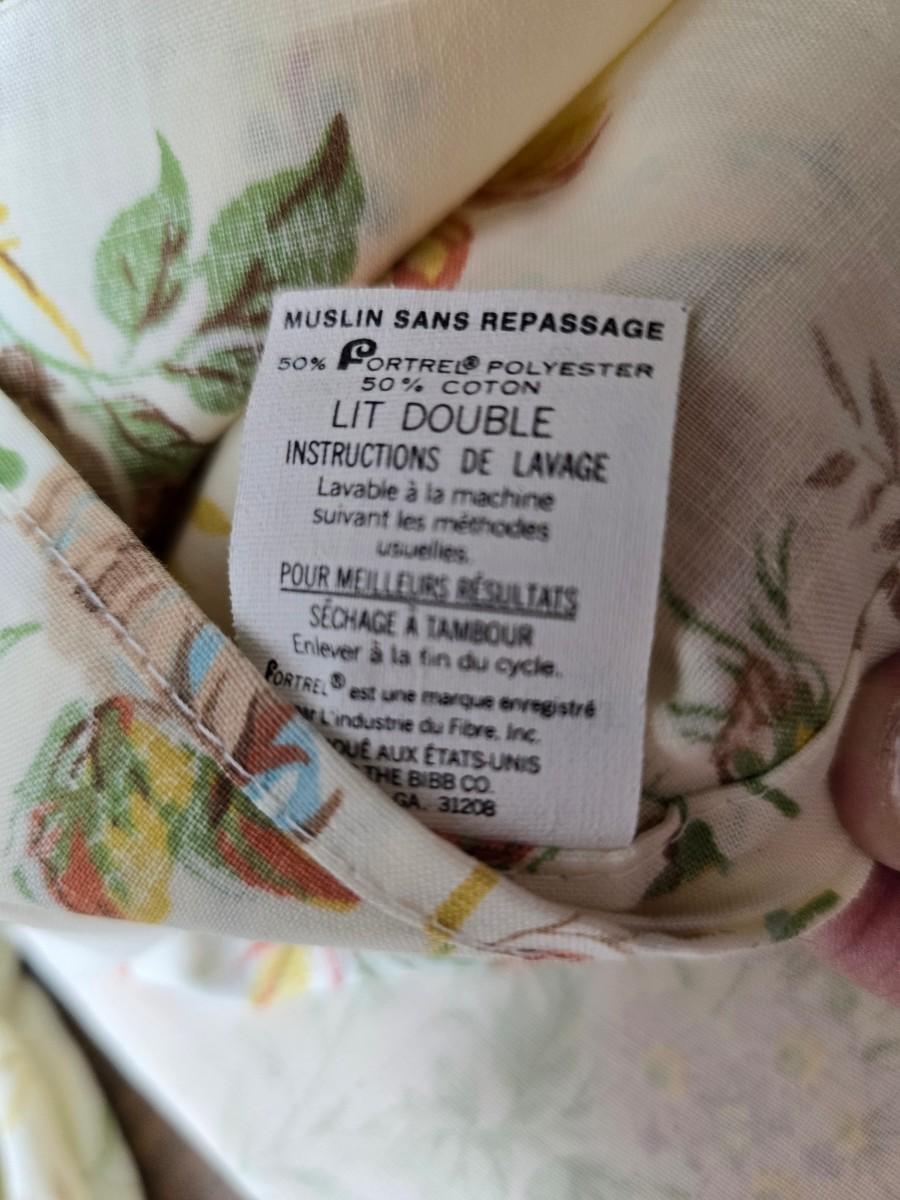 MUSLIN SANS REPASSAGE
50% FORTREL® POLYESTER
50% COTON
LIT DOUBLE
INSTRUCTIONS DE LAVAGE
Lavable à la machine
suivant les méthodes
usuelles.
POUR MEILLEURS RÉSULTATS
SÉCHAGE À TAMBOUR
Enlever à la fin du cycle.
FORTREL® est une marque enregistré
L'industrie du Fibre, Inc.
AUX ÉTATS-UNIS
THE BIBB CO.
GA. 31208